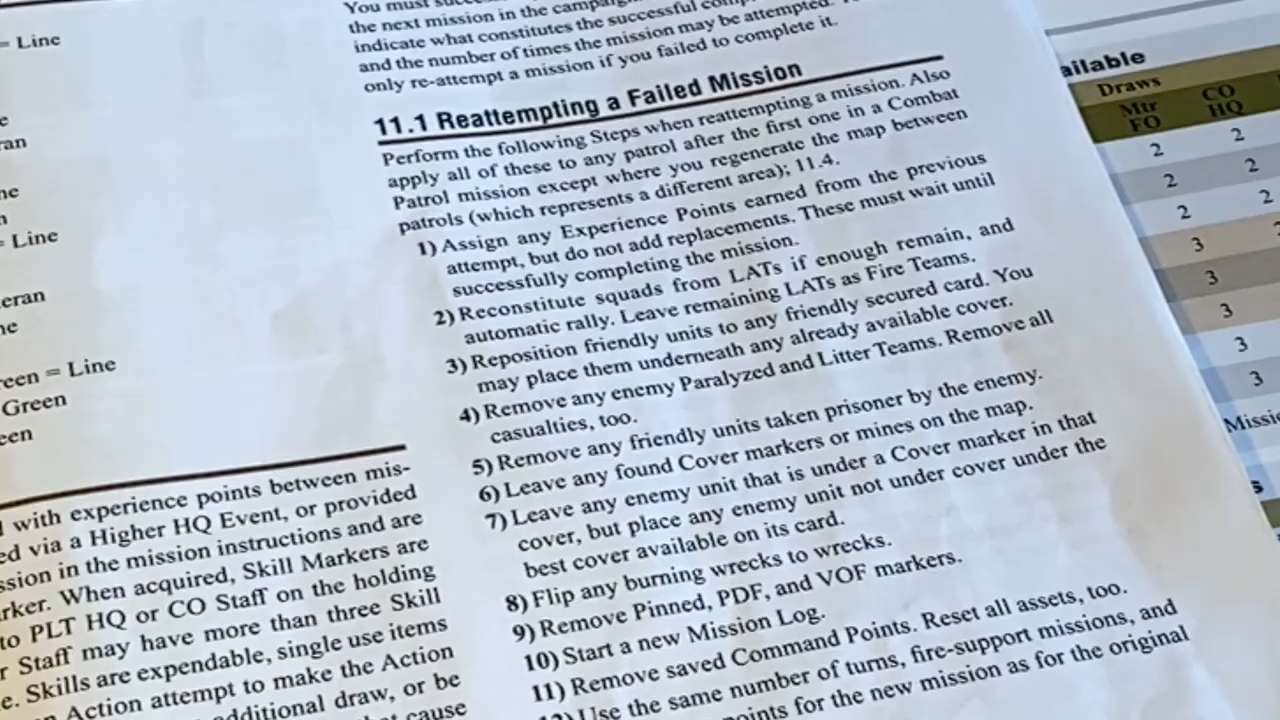 = Line
= Line
= Line
Green
You must
the next mission in the
indicate what constitutes the successful
and the number of times the mission may be attempted.
only re-attempt a mission if you failed to complete it.
11.1 Reattempting a Failed Mission
Perform the following Steps when reattempting a mission. Also
apply all of these to any patrol after the first one in a Combat
Patrol mission except where you regenerate the map between
patrols (which represents a different area); 11.4.
1) Assign any Experience Points earned from the previous
attempt, but do not add replacements. These must wait until
successfully completing the mission.
2) Reconstitute squads from LATs if enough remain, and
automatic rally. Leave remaining LATs as Fire Teams.
3) Reposition friendly units to any friendly secured card. You
may place them underneath any already available cover.
4) Remove any enemy Paralyzed and Litter Teams. Remove all
casualties, too.
5) Remove any friendly units taken prisoner by the enemy.
6) Leave any found Cover markers or mines on the map.
7) Leave any enemy unit that is under a Cover marker in that
cover, but place any enemy unit not under cover under the
best cover available on its card.
8) Flip any burning wrecks to wrecks.
9) Remove Pinned, PDF, and VOF markers.
10) Start a new Mission Log.
11) Remove saved Command Points. Reset all assets, too.
Use the same number of turns, fire-support missions, and
for the new mission as for the original
with experience points between mis-
via a Higher HQ Event, or provided
in the mission instructions and are
When acquired, Skill Markers are
to PLT HQ or CO Staff on the holding
Staff may have more than three Skill
Skills are expendable, single use items
Action attempt to make the Action
draw, or be
cause
Draws
Mtr CO
FO HQ
2 2
2 2
2 2
3
3
3
3
3